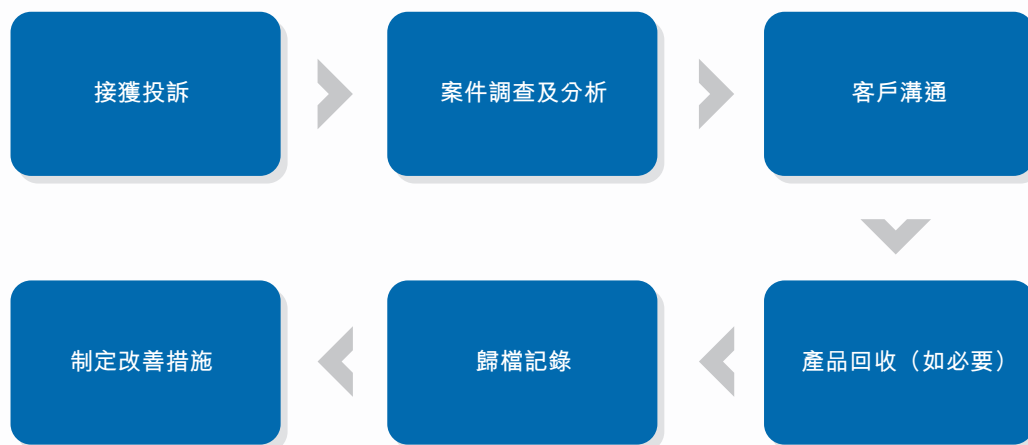 接獲投訴
案件調查及分析
客戶溝通
產品回收（如必要）
歸檔記錄
制定改善措施